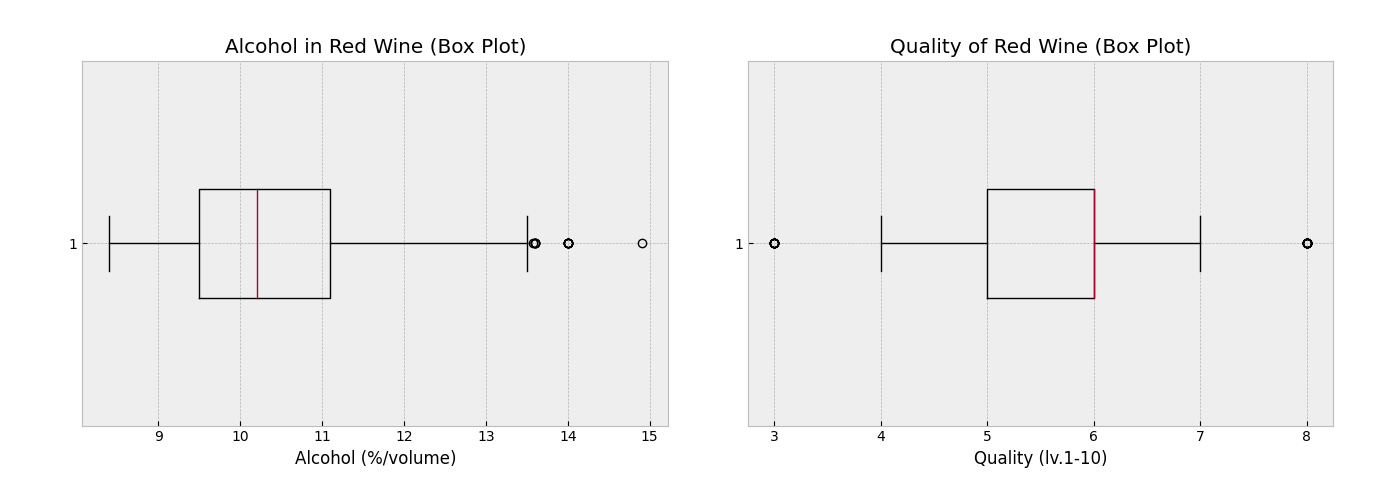 Alcohol in Red Wine (Box Plot)
1
9 10 11 12 13 14 15
Alcohol (%/volume)
Quality of Red Wine (Box Plot)
1
3 4 5 6 7 8
Quality (lv.1-10)